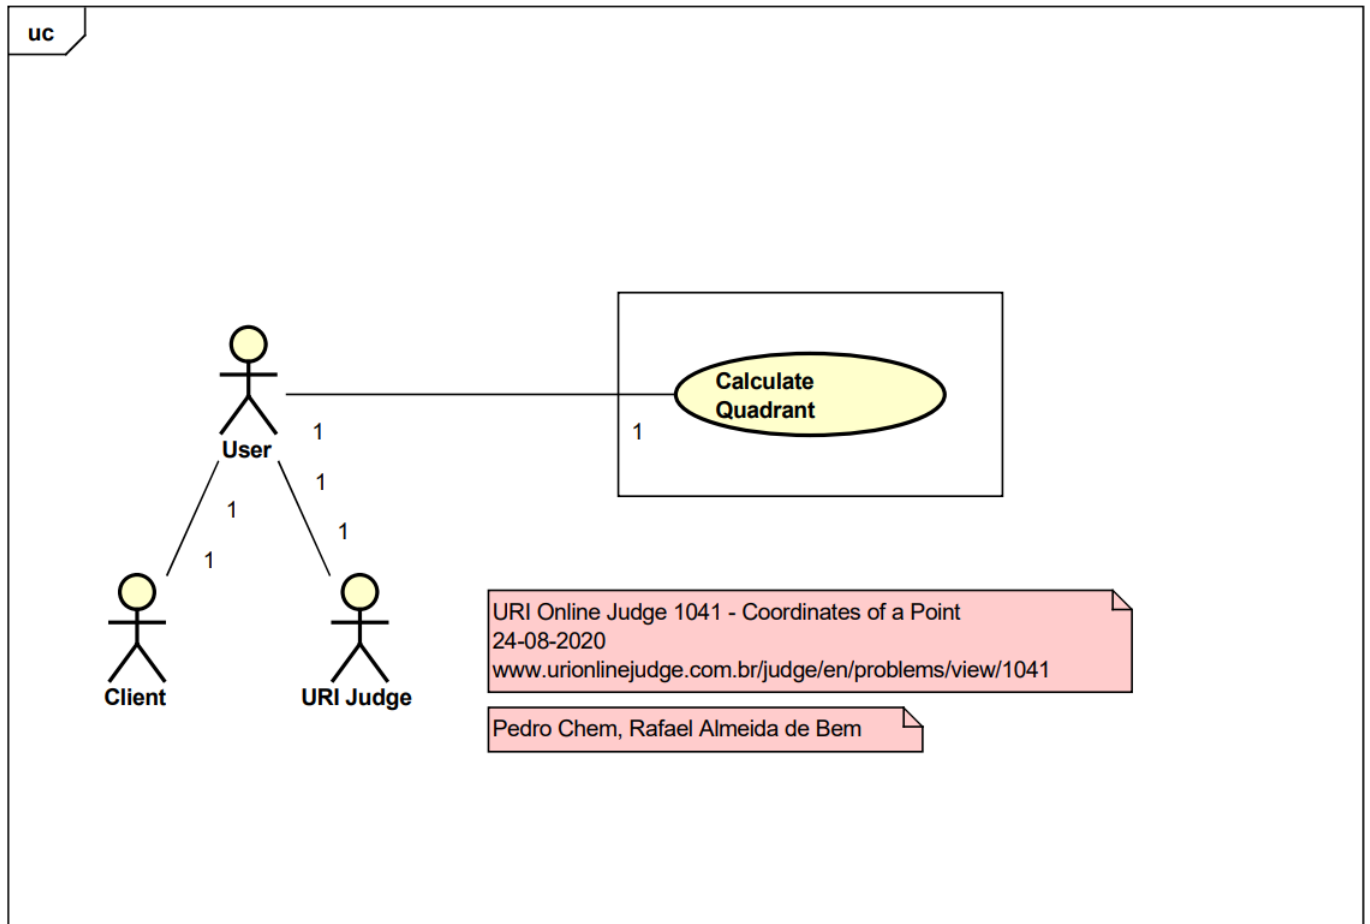 uc
Calculate
Quadrant
1
1
User
1
1
1
1
Client
URI Judge
URI Online Judge 1041 - Coordinates of a Point
24-08-2020
www.urionlinejudge.com.br/judge/en/problems/view/1041
Pedro Chem, Rafael Almeida de Bem